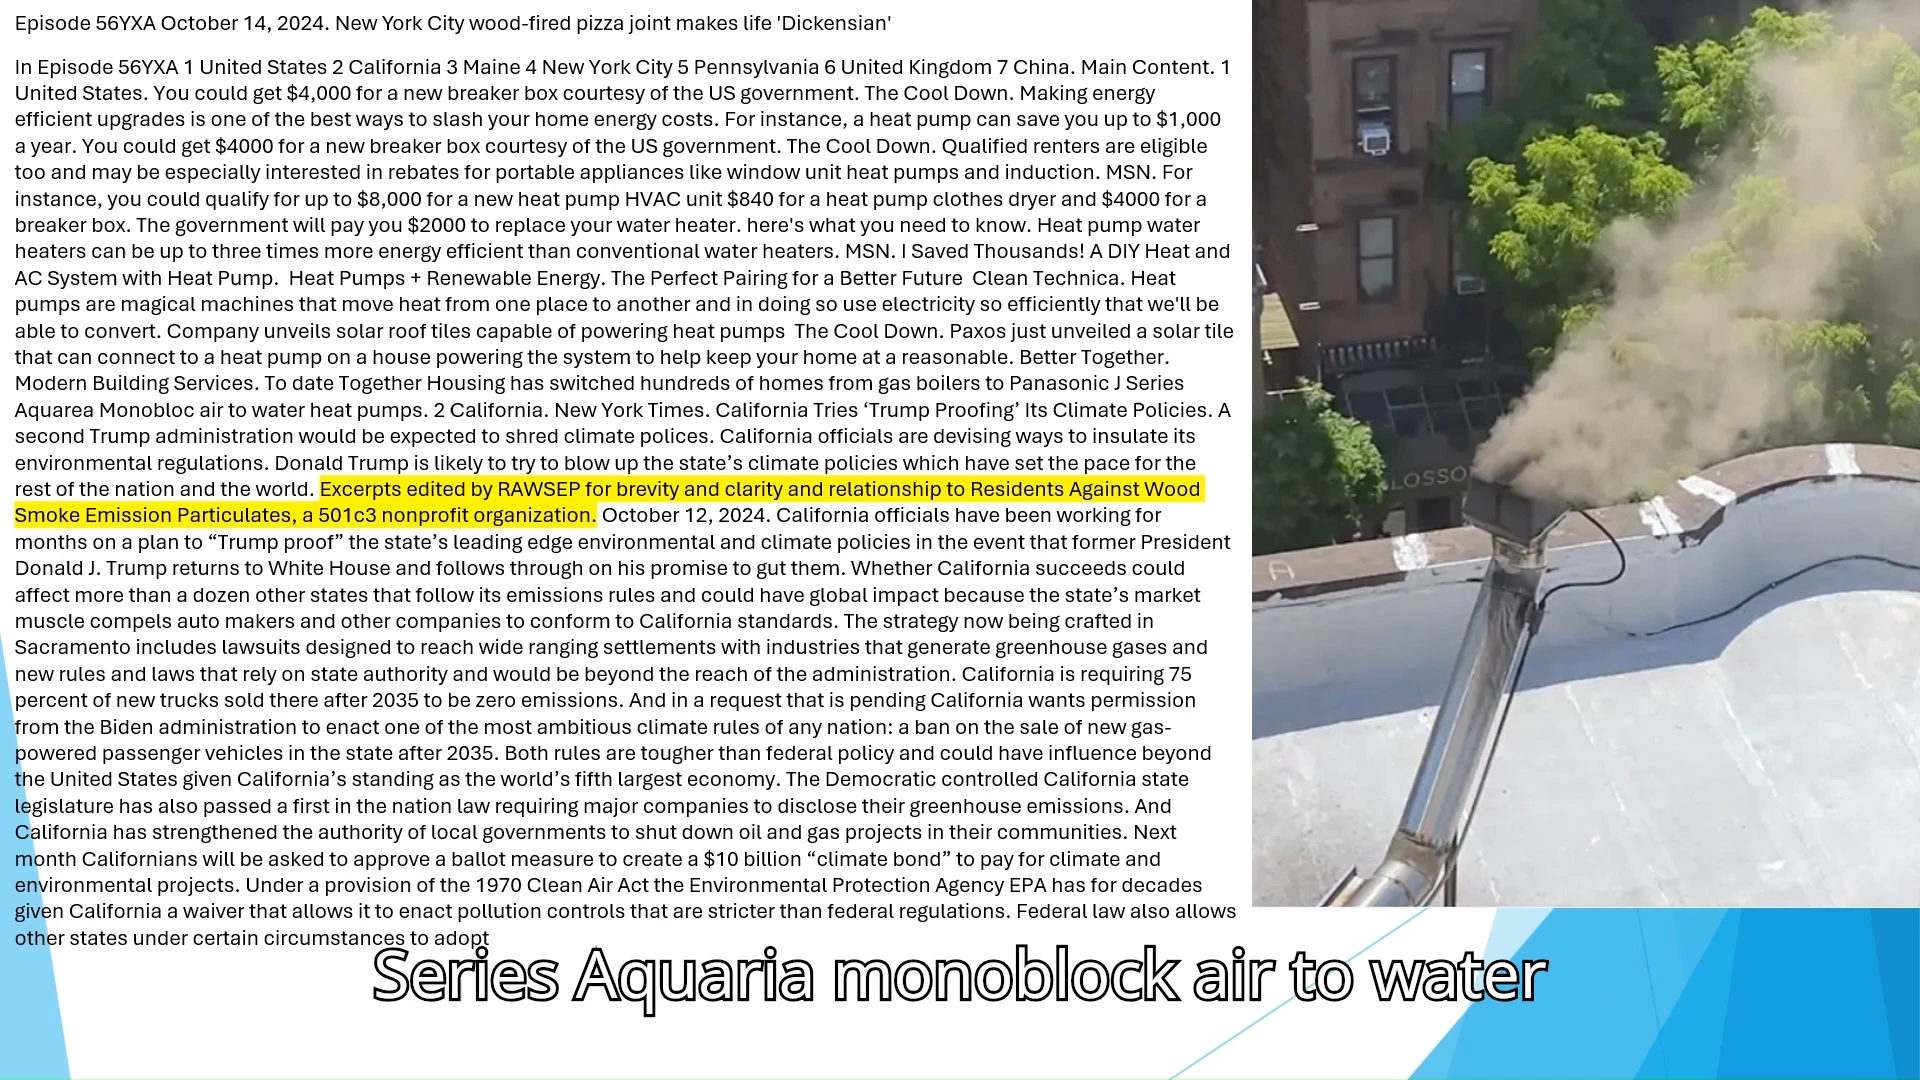 Episode 56YXA October 14, 2024. New York City wood-fired pizza joint makes life 'Dickensian'
In Episode 56YXA 1 United States 2 California 3 Maine 4 New York City 5 Pennsylvania 6 United Kingdom 7 China. Main Content. 1
United States. You could get $4,000 for a new breaker box courtesy of the US government. The Cool Down. Making energy
efficient upgrades is one of the best ways to slash your home energy costs. For instance, a heat pump can save you up to $1,000
a year. You could get $4000 for a new breaker box courtesy of the US government. The Cool Down. Qualified renters are eligible
too and may be especially interested in rebates for portable appliances like window unit heat pumps and induction. MSN. For
instance, you could qualify for up to $8,000 for a new heat pump HVAC unit $840 for a heat pump clothes dryer and $4000 for a
breaker box. The government will pay you $2000 to replace your water heater. here's what you need to know. Heat pump water
heaters can be up to three times more energy efficient than conventional water heaters. MSN. I Saved Thousands! A DIY Heat and
AC System with Heat Pump.  Heat Pumps + Renewable Energy. The Perfect Pairing for a Better Future  Clean Technica. Heat
pumps are magical machines that move heat from one place to another and in doing so use electricity so efficiently that we'll be
able to convert. Company unveils solar roof tiles capable of powering heat pumps  The Cool Down. Paxos just unveiled a solar tile
that can connect to a heat pump on a house powering the system to help keep your home at a reasonable. Better Together.
Modern Building Services. To date Together Housing has switched hundreds of homes from gas boilers to Panasonic J Series
Aquarea Monobloc air to water heat pumps. 2 California. New York Times. California Tries ‘Trump Proofing’ Its Climate Policies. A
second Trump administration would be expected to shred climate polices. California officials are devising ways to insulate its
environmental regulations. Donald Trump is likely to try to blow up the state’s climate policies which have set the pace for the
rest of the nation and the world. Excerpts edited by RAWSEP for brevity and clarity and relationship to Residents Against Wood
Smoke Emission Particulates, a 501c3 nonprofit organization. October 12, 2024. California officials have been working for
months on a plan to “Trump proof” the state’s leading edge environmental and climate policies in the event that former President
Donald J. Trump returns to White House and follows through on his promise to gut them. Whether California succeeds could
affect more than a dozen other states that follow its emissions rules and could have global impact because the state’s market
muscle compels auto makers and other companies to conform to California standards. The strategy now being crafted in
Sacramento includes lawsuits designed to reach wide ranging settlements with industries that generate greenhouse gases and
new rules and laws that rely on state authority and would be beyond the reach of the administration. California is requiring 75
percent of new trucks sold there after 2035 to be zero emissions. And in a request that is pending California wants permission
from the Biden administration to enact one of the most ambitious climate rules of any nation: a ban on the sale of new gas-
powered passenger vehicles in the state after 2035. Both rules are tougher than federal policy and could have influence beyond
the United States given California’s standing as the world’s fifth largest economy. The Democratic controlled California state
legislature has also passed a first in the nation law requiring major companies to disclose their greenhouse emissions. And
California has strengthened the authority of local governments to shut down oil and gas projects in their communities. Next
month Californians will be asked to approve a ballot measure to create a $10 billion “climate bond” to pay for climate and
environmental projects. Under a provision of the 1970 Clean Air Act the Environmental Protection Agency EPA has for decades
given California a waiver that allows it to enact pollution controls that are stricter than federal regulations. Federal law also allows
other states under certain circumstances to adopt
Series Aquaria monoblock air to water